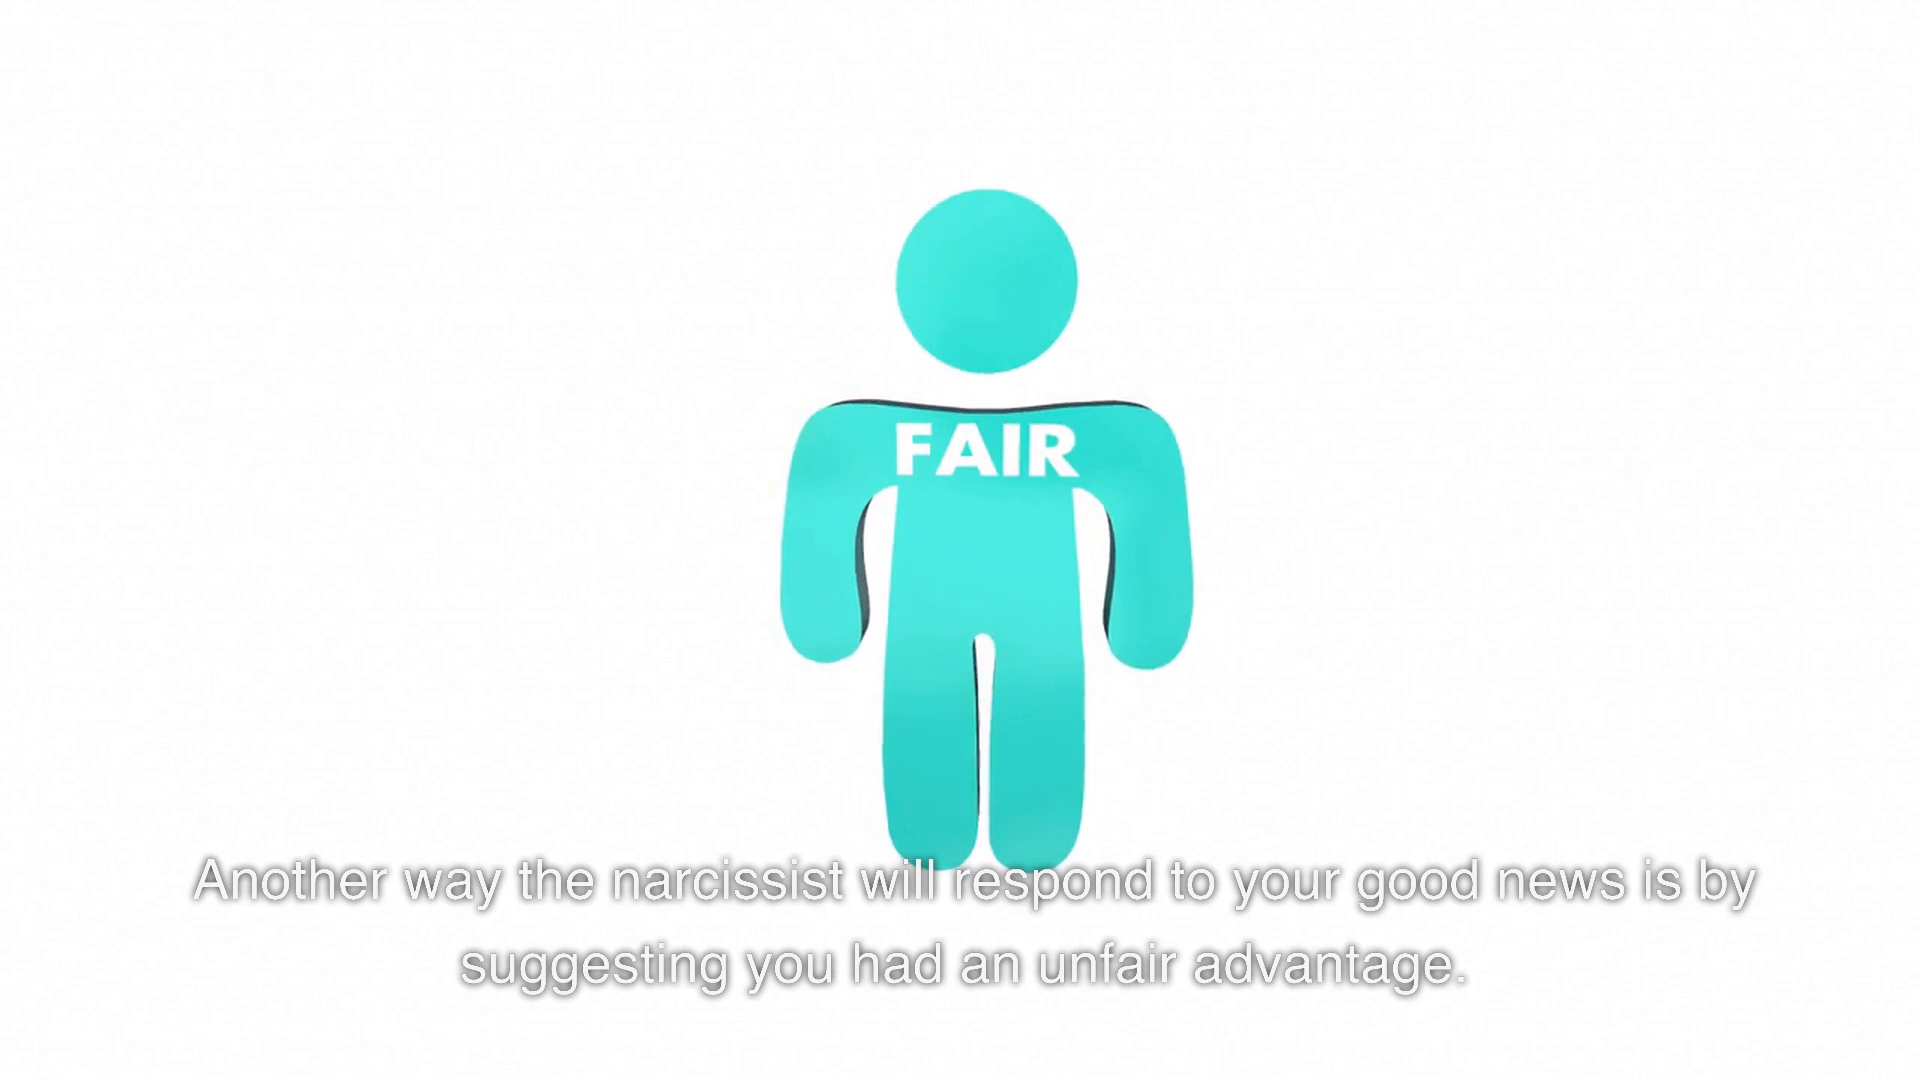 FAIR
Another way the narcissist will respond to your good news is by
suggesting you had an unfair advantage.